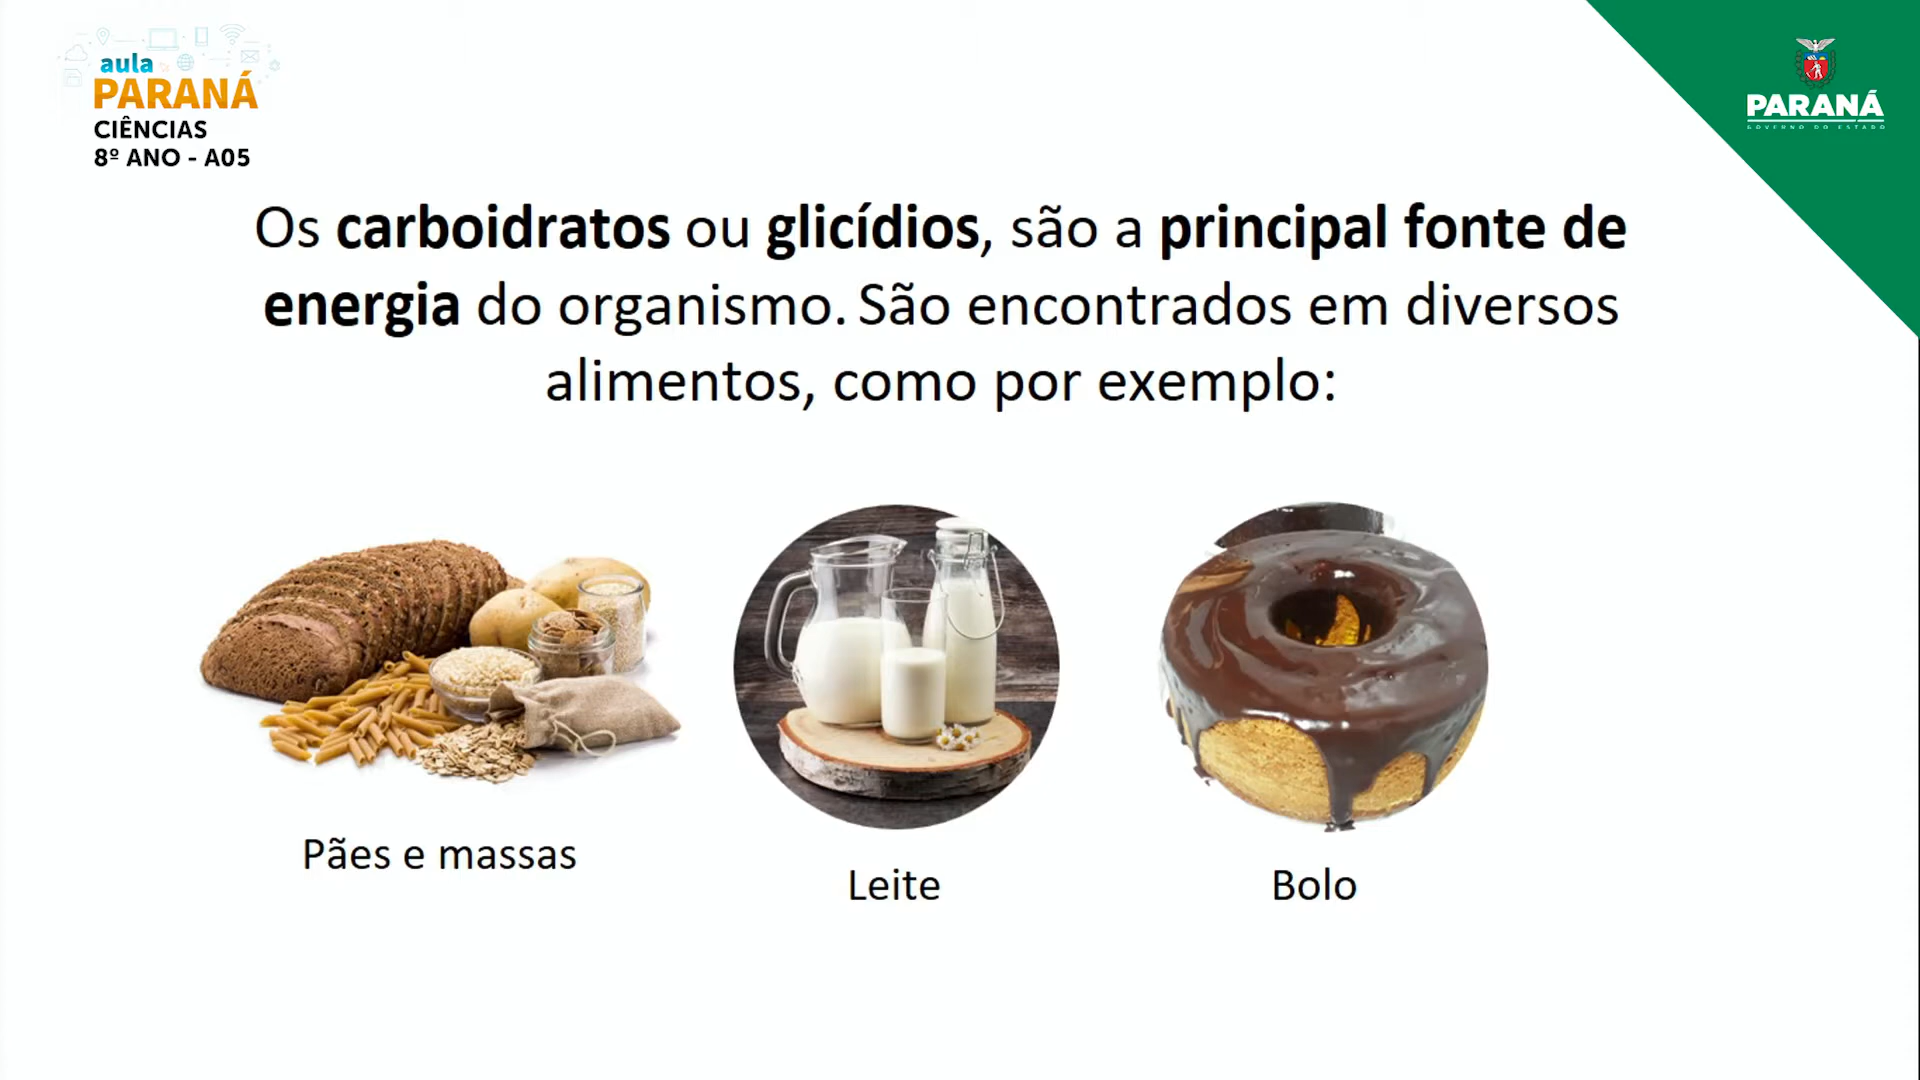 aula
PARANÁ
CIÊNCIAS
8º ANO - A05
PARANÁ
GOVERNO DO ESTADO
Os carboidratos ou glicídios, são a principal fonte de
energia do organismo. São encontrados em diversos
alimentos, como por exemplo:
Pães e massas
Leite
Bolo